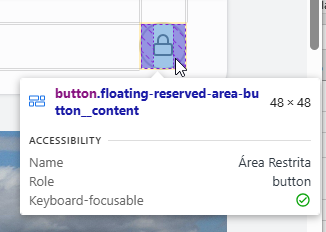 button.floating-reserved-area-bu
tton__content 48 × 48
ACCESSIBILITY
Name Área Restrita
Role button
Keyboard-focusable